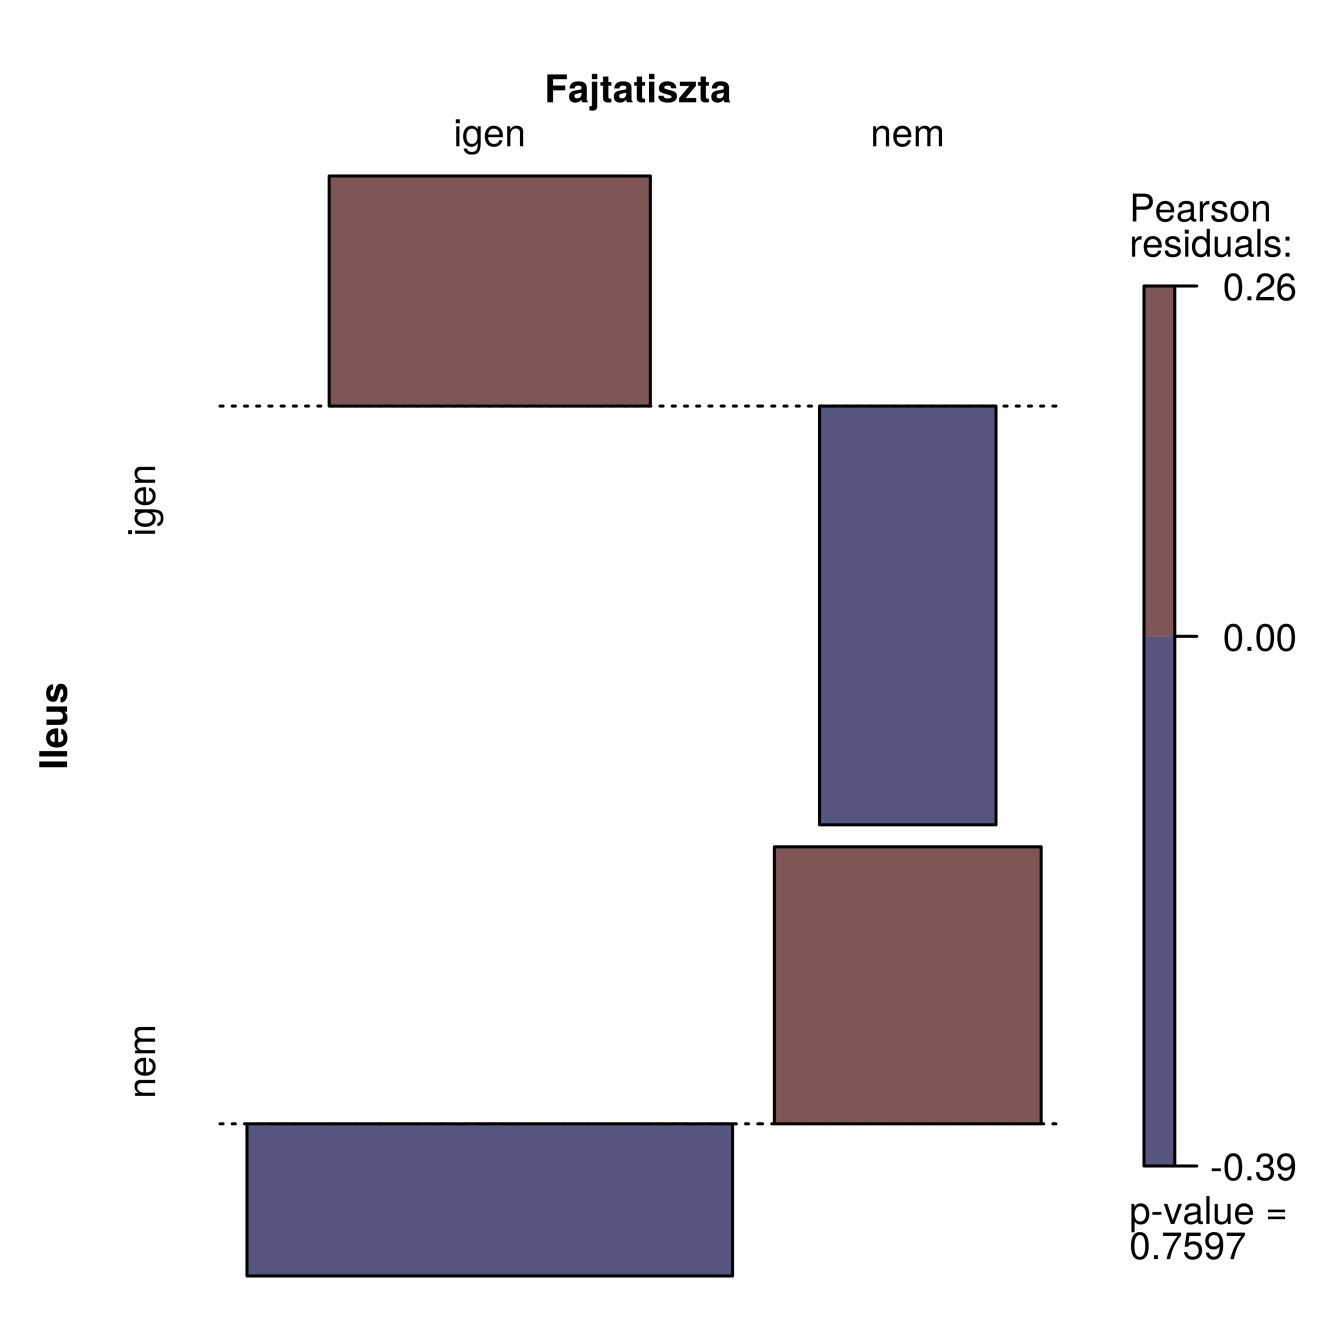 Fajtatiszta
igen nem
Ileus
igen
nem
Pearson
residuals:
0.26
0.00
-0.39
p-value =
0.7597